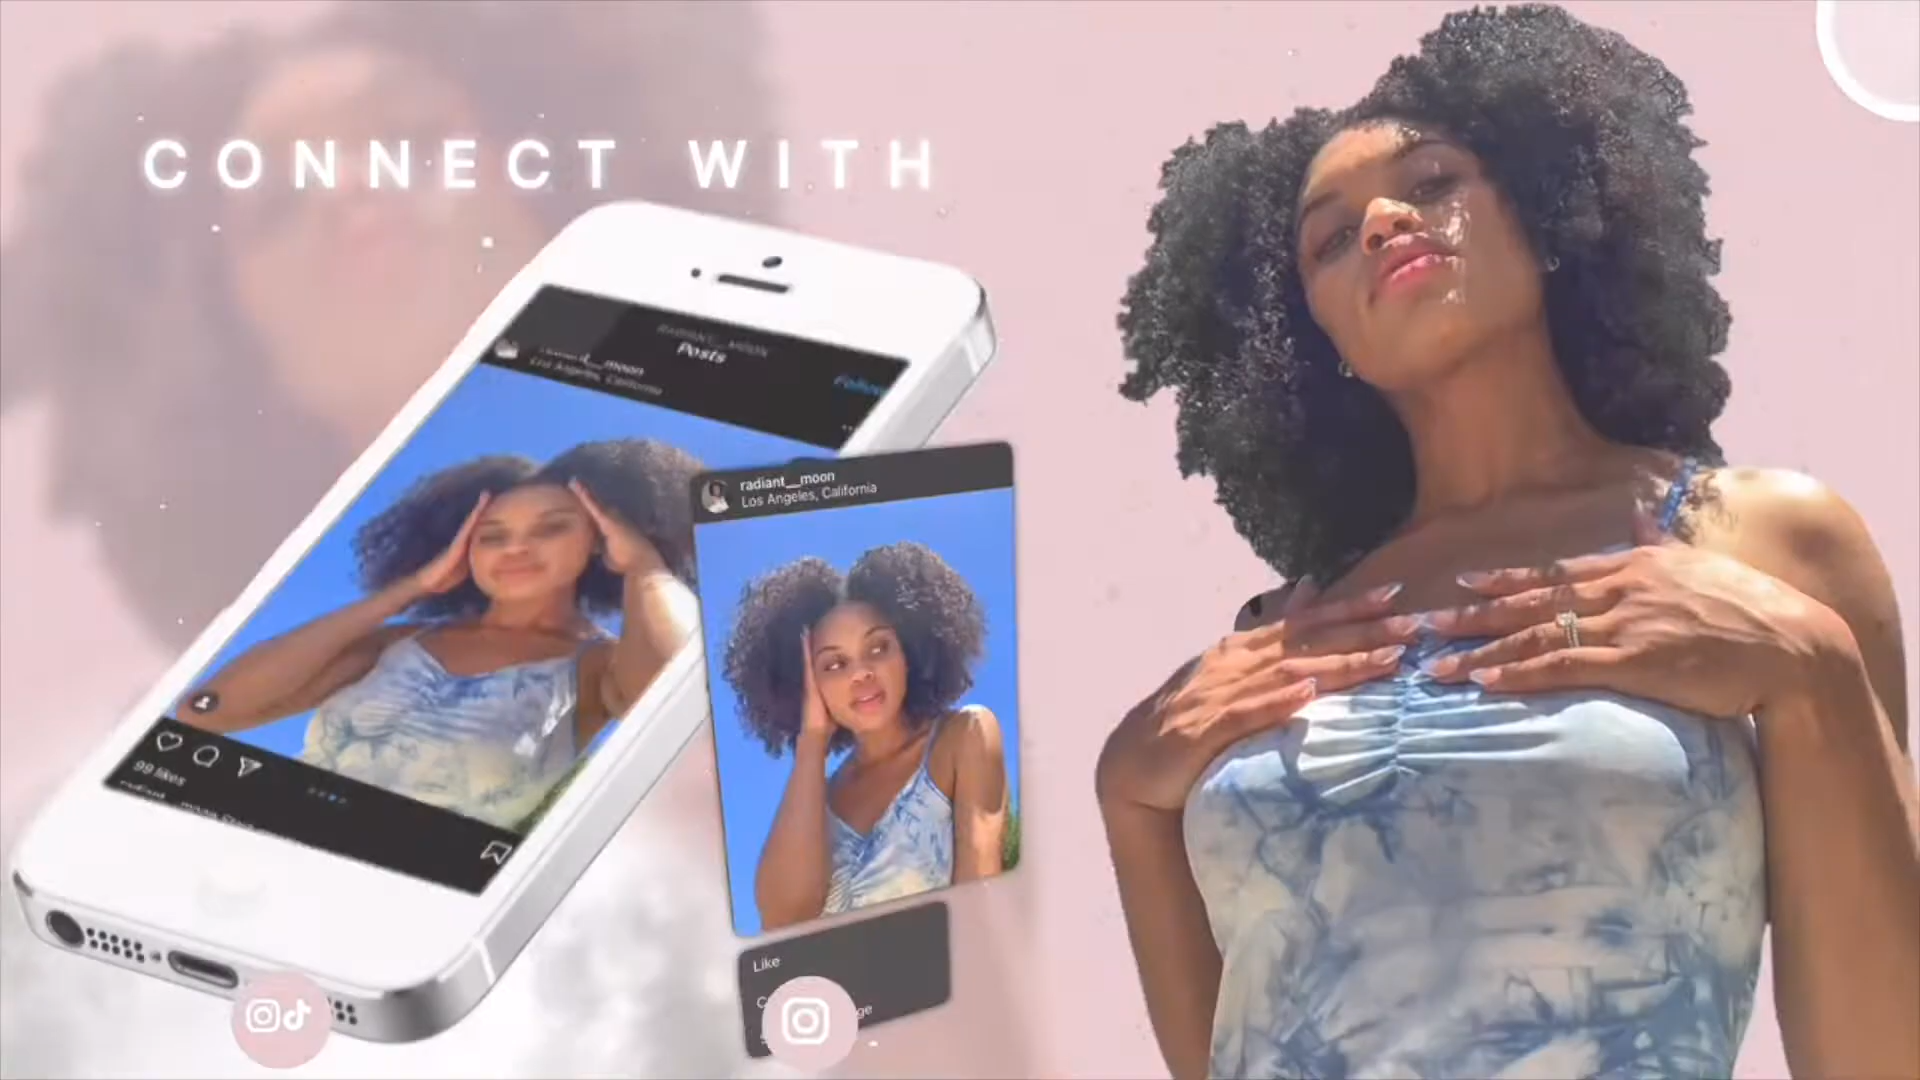 CONNECT WITH
RADIANT__MOON
Posts
Los Angeles, California
99 likes
radiant__moon
Los Angeles, California
Like